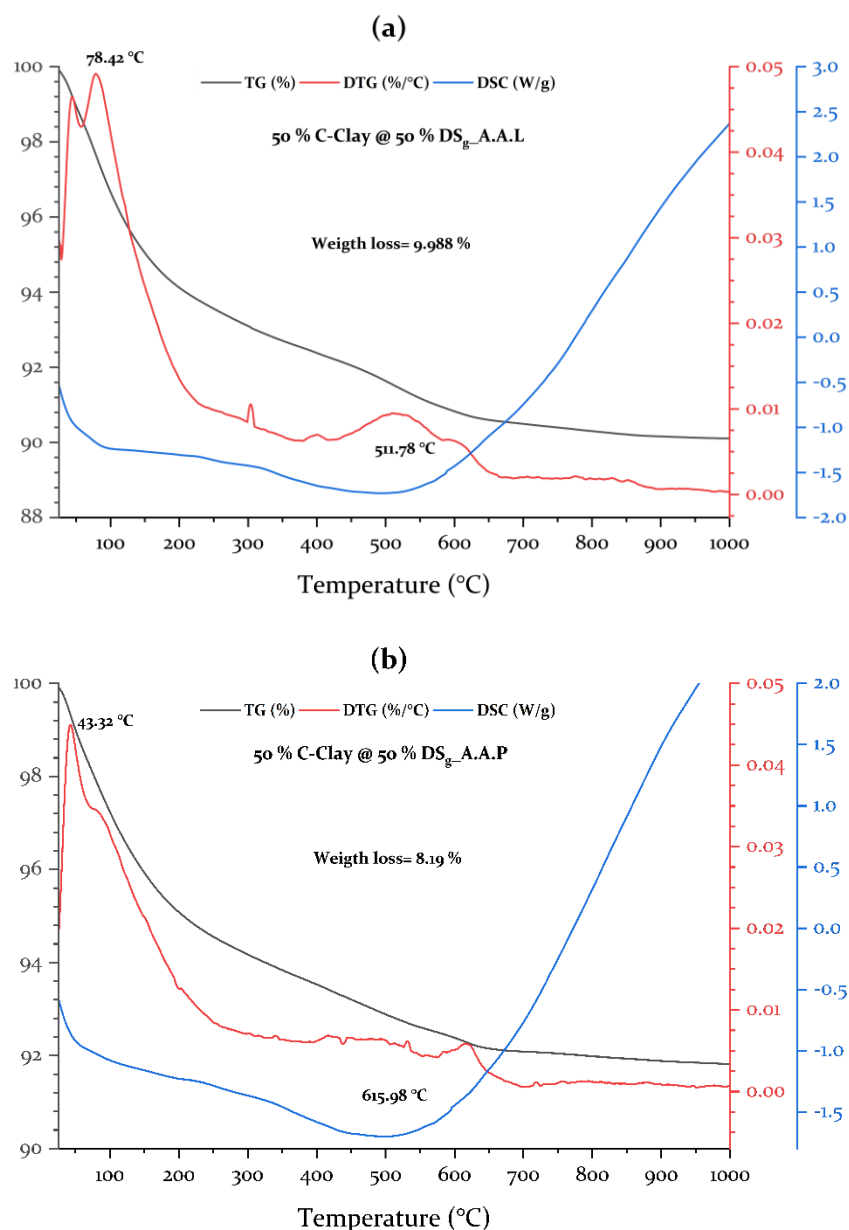 (a)
78.42 °C
TG (%) DTG (%/°C) DSC (W/g)
50 % C-Clay @ 50 % DSg_A.A.L
Weigth loss= 9.988 %
511.78 °C
100
98
96
94
92
90
88
0.05
0.04
0.03
0.02
0.01
0.00
3.0
2.5
2.0
1.5
1.0
0.5
0.0
-0.5
-1.0
-1.5
-2.0
100 200 300 400 500 600 700 800 900 1000
Temperature (°C)
(b)
43.32 °C
TG (%) DTG (%/°C) DSC (W/g)
50 % C-Clay @ 50 % DSg_A.A.P
Weigth loss= 8.19 %
615.98 °C
100
98
96
94
92
90
0.05
0.04
0.03
0.02
0.01
0.00
2.0
1.5
1.0
0.5
0.0
-0.5
-1.0
-1.5
100 200 300 400 500 600 700 800 900 1000
Temperature (°C)